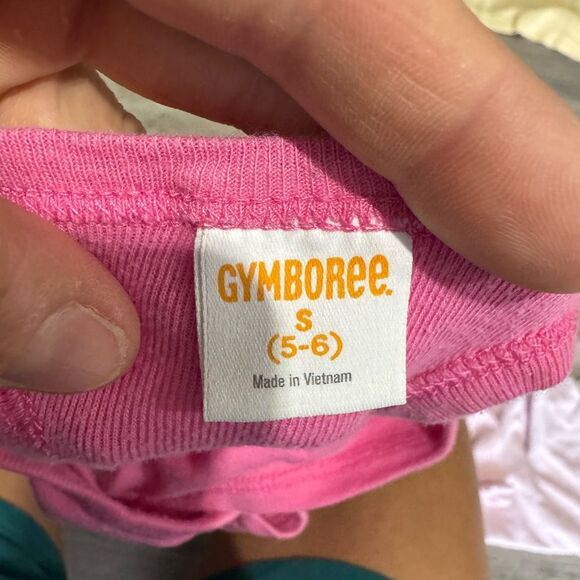 GYMBORee.
S
(5-6)
Made in Vietnam